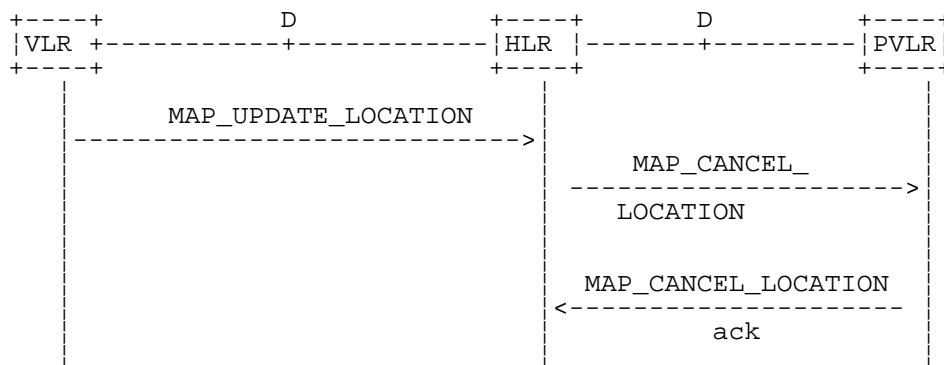 D D
VLR HLR PVLR
MAP_UPDATE_LOCATION
MAP_CANCEL_
LOCATION
MAP_CANCEL_LOCATION
ack